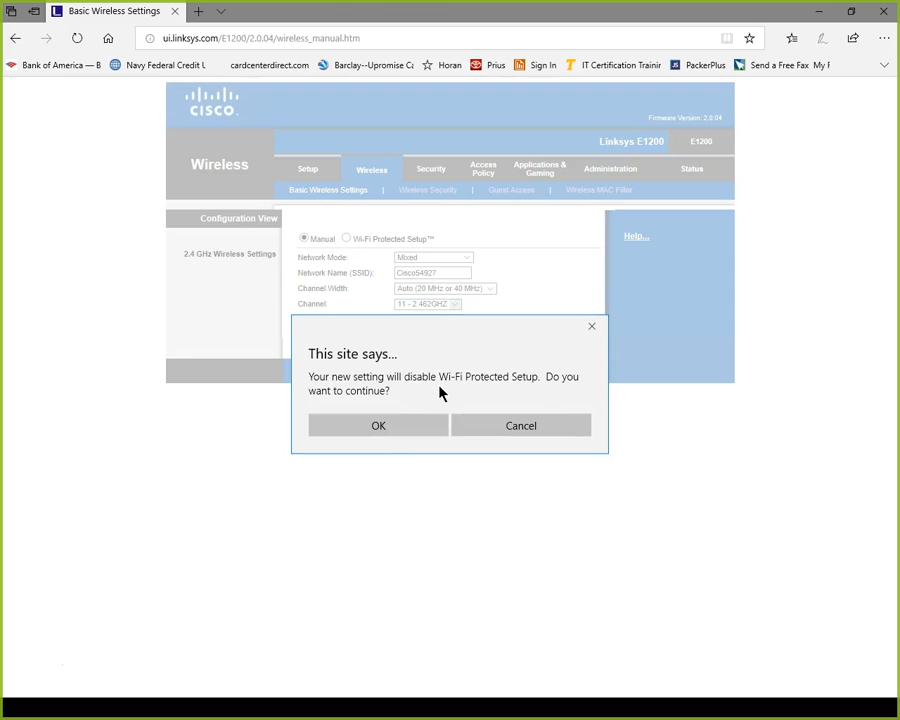 Basic Wireless Settings
ui.linksys.com/E1200/2.0.04/wireless_manual.htm
Bank of America — B
Navy Federal Credit U
cardcenterdirect.com
Barclay--Upromise Ca
Horan
Prius
Sign In
IT Certification Trainir
PackerPlus
Send a Free Fax My F
CISCO.
Firmware Version: 2.0.04
Linksys E1200
E1200
Wireless
Setup
Wireless
Security
Access Policy
Applications & Gaming
Administration
Status
Basic Wireless Settings | Wireless Security | Guest Access | Wireless MAC Filter
Configuration View
2.4 GHz Wireless Settings
Manual
Wi-Fi Protected Setup™
Help...
Network Mode: Mixed
Network Name (SSID): Cisco54927
Channel Width: Auto (20 MHz or 40 MHz)
Channel: 11 - 2.462GHZ
This site says...
Your new setting will disable Wi-Fi Protected Setup. Do you
want to continue?
OK
Cancel